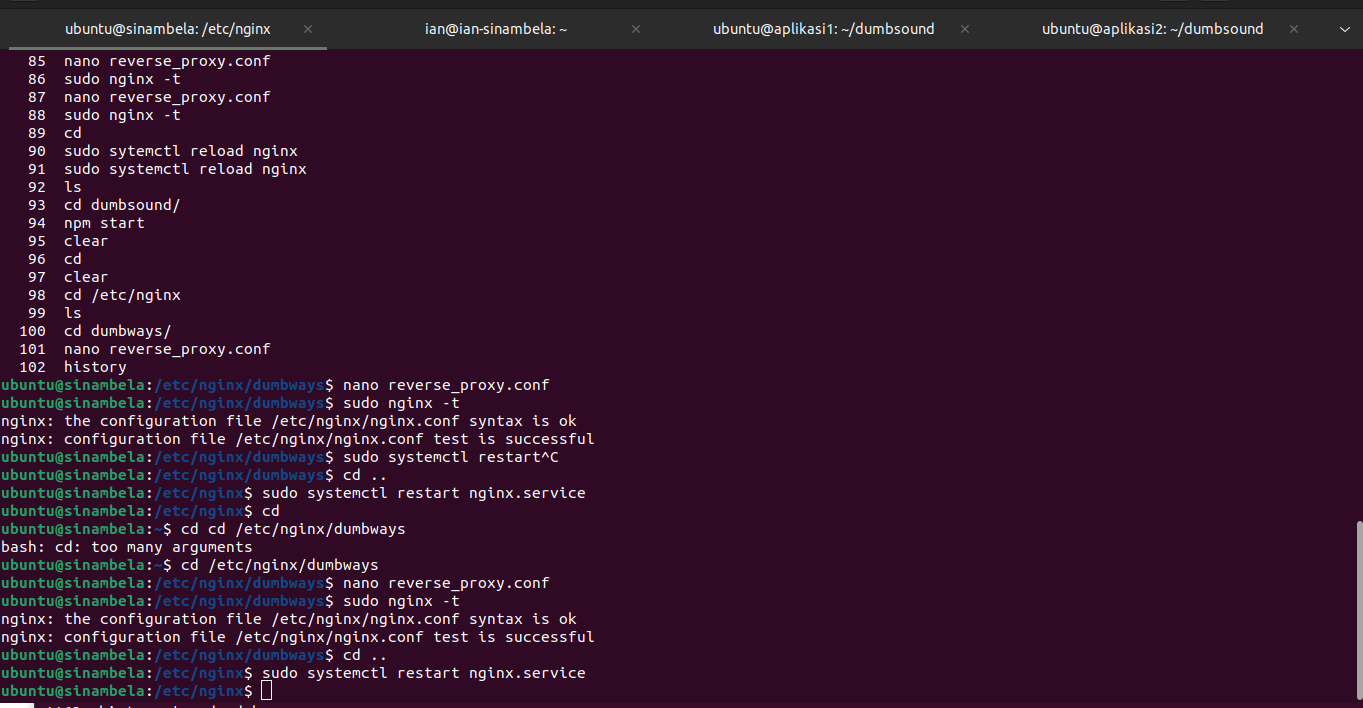 ubuntu@sinambela: /etc/nginx
ian@ian-sinambela: ~
ubuntu@aplikasi1: ~/dumbsound
ubuntu@aplikasi2: ~/dumbsound
85 nano reverse_proxy.conf
86 sudo nginx -t
87 nano reverse_proxy.conf
88 sudo nginx -t
89 cd
90 sudo sytemctl reload nginx
91 sudo systemctl reload nginx
92 ls
93 cd dumbsound/
94 npm start
95 clear
96 cd
97 clear
98 cd /etc/nginx
99 ls
100 cd dumbways/
101 nano reverse_proxy.conf
102 history
ubuntu@sinambela:/etc/nginx/dumbways$ nano reverse_proxy.conf
ubuntu@sinambela:/etc/nginx/dumbways$ sudo nginx -t
nginx: the configuration file /etc/nginx/nginx.conf syntax is ok
nginx: configuration file /etc/nginx/nginx.conf test is successful
ubuntu@sinambela:/etc/nginx/dumbways$ sudo systemctl restart^C
ubuntu@sinambela:/etc/nginx/dumbways$ cd ..
ubuntu@sinambela:/etc/nginx$ sudo systemctl restart nginx.service
ubuntu@sinambela:/etc/nginx$ cd
ubuntu@sinambela:~$ cd cd /etc/nginx/dumbways
bash: cd: too many arguments
ubuntu@sinambela:~$ cd /etc/nginx/dumbways
ubuntu@sinambela:/etc/nginx/dumbways$ nano reverse_proxy.conf
ubuntu@sinambela:/etc/nginx/dumbways$ sudo nginx -t
nginx: the configuration file /etc/nginx/nginx.conf syntax is ok
nginx: configuration file /etc/nginx/nginx.conf test is successful
ubuntu@sinambela:/etc/nginx/dumbways$ cd ..
ubuntu@sinambela:/etc/nginx$ sudo systemctl restart nginx.service
ubuntu@sinambela:/etc/nginx$